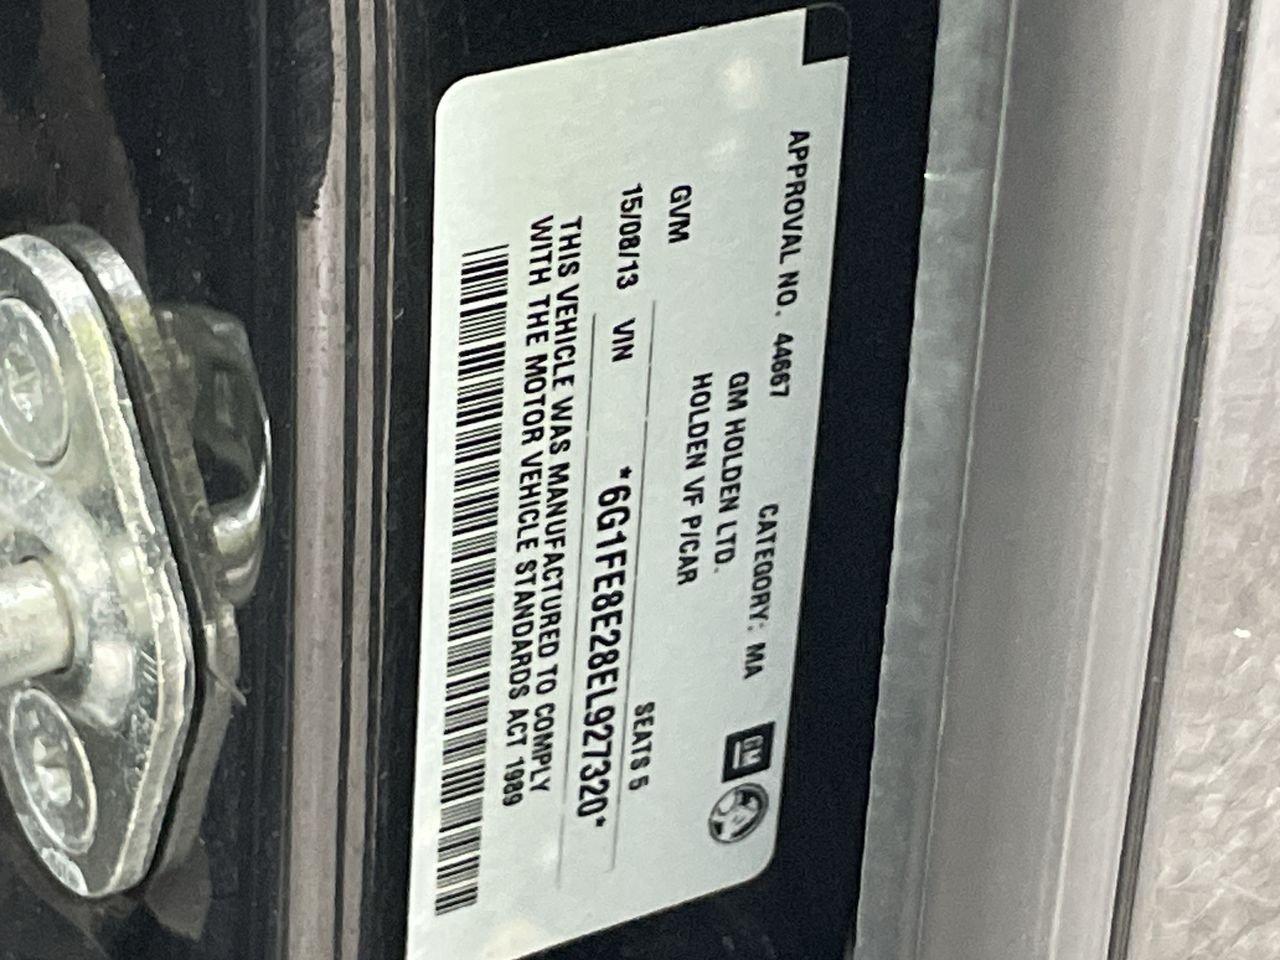 APPROVAL NO. 44667 CATEGORY: MA
GM HOLDEN LTD. GM
HOLDEN VF P/CAR
GVM
SEATS 5
15/08/13 VIN *6G1FE8E28EL927320*
THIS VEHICLE WAS MANUFACTURED TO COMPLY
WITH THE MOTOR VEHICLE STANDARDS ACT 1989